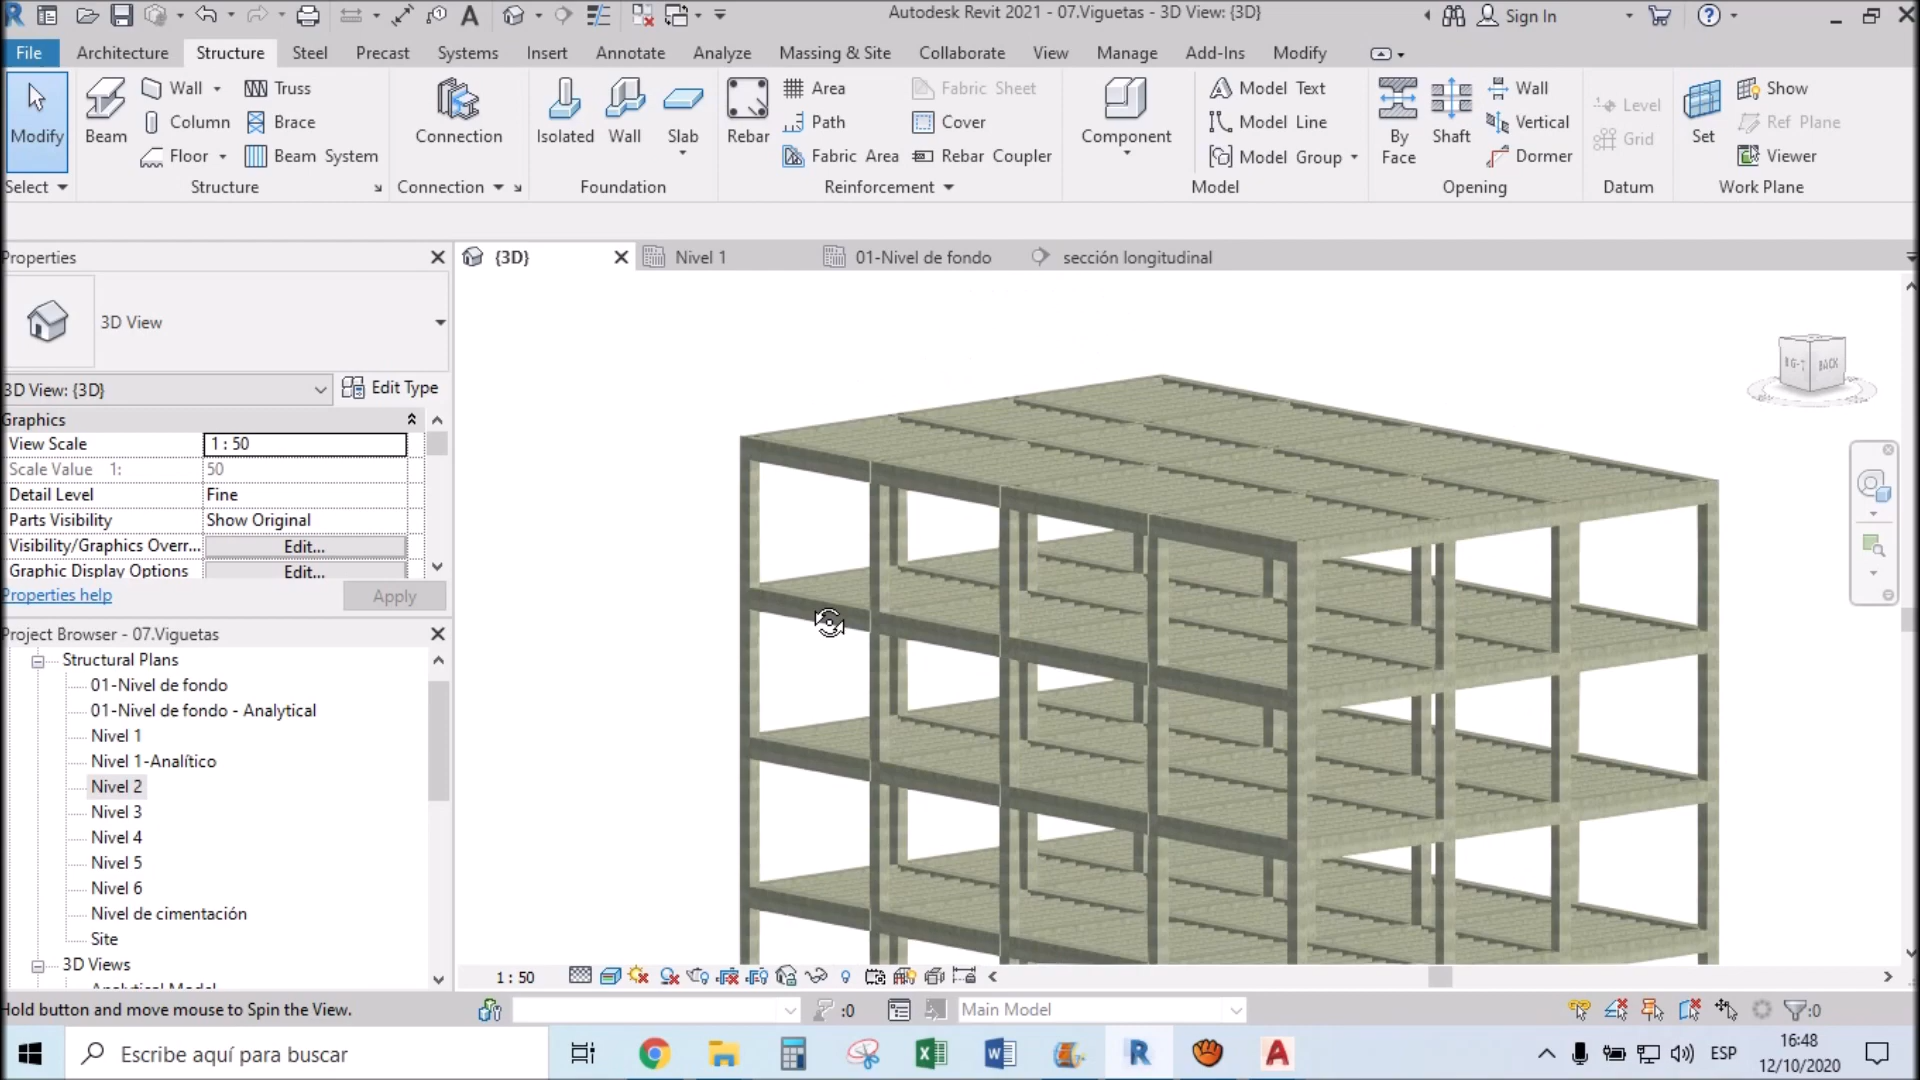 Autodesk Revit 2021 - 07.Viguetas - 3D View: {3D}
Sign In
File Architecture Structure Steel Precast Systems Insert Annotate Analyze Massing & Site Collaborate View Manage Add-Ins Modify
Modify
Select
Beam
Wall
Column
Floor
Truss
Brace
Beam System
Structure
Connection
Connection
Isolated
Wall
Slab
Foundation
Rebar
Area
Path
Fabric Area
Fabric Sheet
Cover
Rebar Coupler
Reinforcement
Component
Model Text
Model Line
Model Group
Model
By
Face
Shaft
Wall
Vertical
Dormer
Opening
Level
Grid
Datum
Set
Show
Ref Plane
Viewer
Work Plane
Properties
{3D}
Nivel 1
01-Nivel de fondo
sección longitudinal
3D View
3D View: {3D}
Edit Type
Graphics
View Scale 1 : 50
Scale Value 1: 50
Detail Level Fine
Parts Visibility Show Original
Visibility/Graphics Overr... Edit...
Graphic Display Options Edit...
Properties help
Apply
BACK
Project Browser - 07.Viguetas
Structural Plans
01-Nivel de fondo
01-Nivel de fondo - Analytical
Nivel 1
Nivel 1-Analítico
Nivel 2
Nivel 3
Nivel 4
Nivel 5
Nivel 6
Nivel de cimentación
Site
3D Views
Analytical Model
1 : 50
Hold button and move mouse to Spin the View.
:0
Main Model
:0
Escribe aquí para buscar
ESP
16:48
12/10/2020